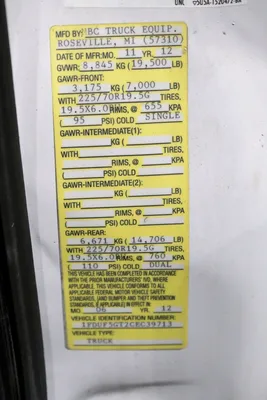 MFD BY NBC TRUCK EQUIP.
ROSEVILLE, MI (57310)
DATE OF MFR: MO. 11 YR. 12
GVWR: 8,845 KG (19,500 LB)
GAWR-FRONT:
3,175 KG (7,000 LB)
WITH 225/70R19.5G TIRES,
19.5X6.0 RIMS, @ 655 KPA
( 95 PSI) COLD SINGLE
GAWR-INTERMEDIATE(1):
KG ( LB)
WITH TIRES,
RIMS, @ KPA
( PSI) COLD
GAWR-INTERMEDIATE(2):
KG ( LB)
WITH TIRES,
RIMS, @ KPA
( PSI) COLD
GAWR-REAR:
6,671 KG ( 14,706 LB)
WITH 225/70R19.5G TIRES,
19.5X6.0 RIMS, @ 760 KPA
( 110 PSI) COLD DUAL
THIS VEHICLE HAS BEEN COMPLETED IN ACCORDANCE
WITH THE PRIOR MANUFACTURERS' IVD, WHERE
APPLICABLE. THIS VEHICLE CONFORMS TO ALL
APPLICABLE FEDERAL MOTOR VEHICLE SAFETY
STANDARDS, [AND BUMPER AND THEFT PREVENTION
STANDARDS, IF APPLICABLE] IN EFFECT IN
MO 06 YR. 12
VEHICLE IDENTIFICATION NUMBER:
VEHICLE TYPE:
TRUCK